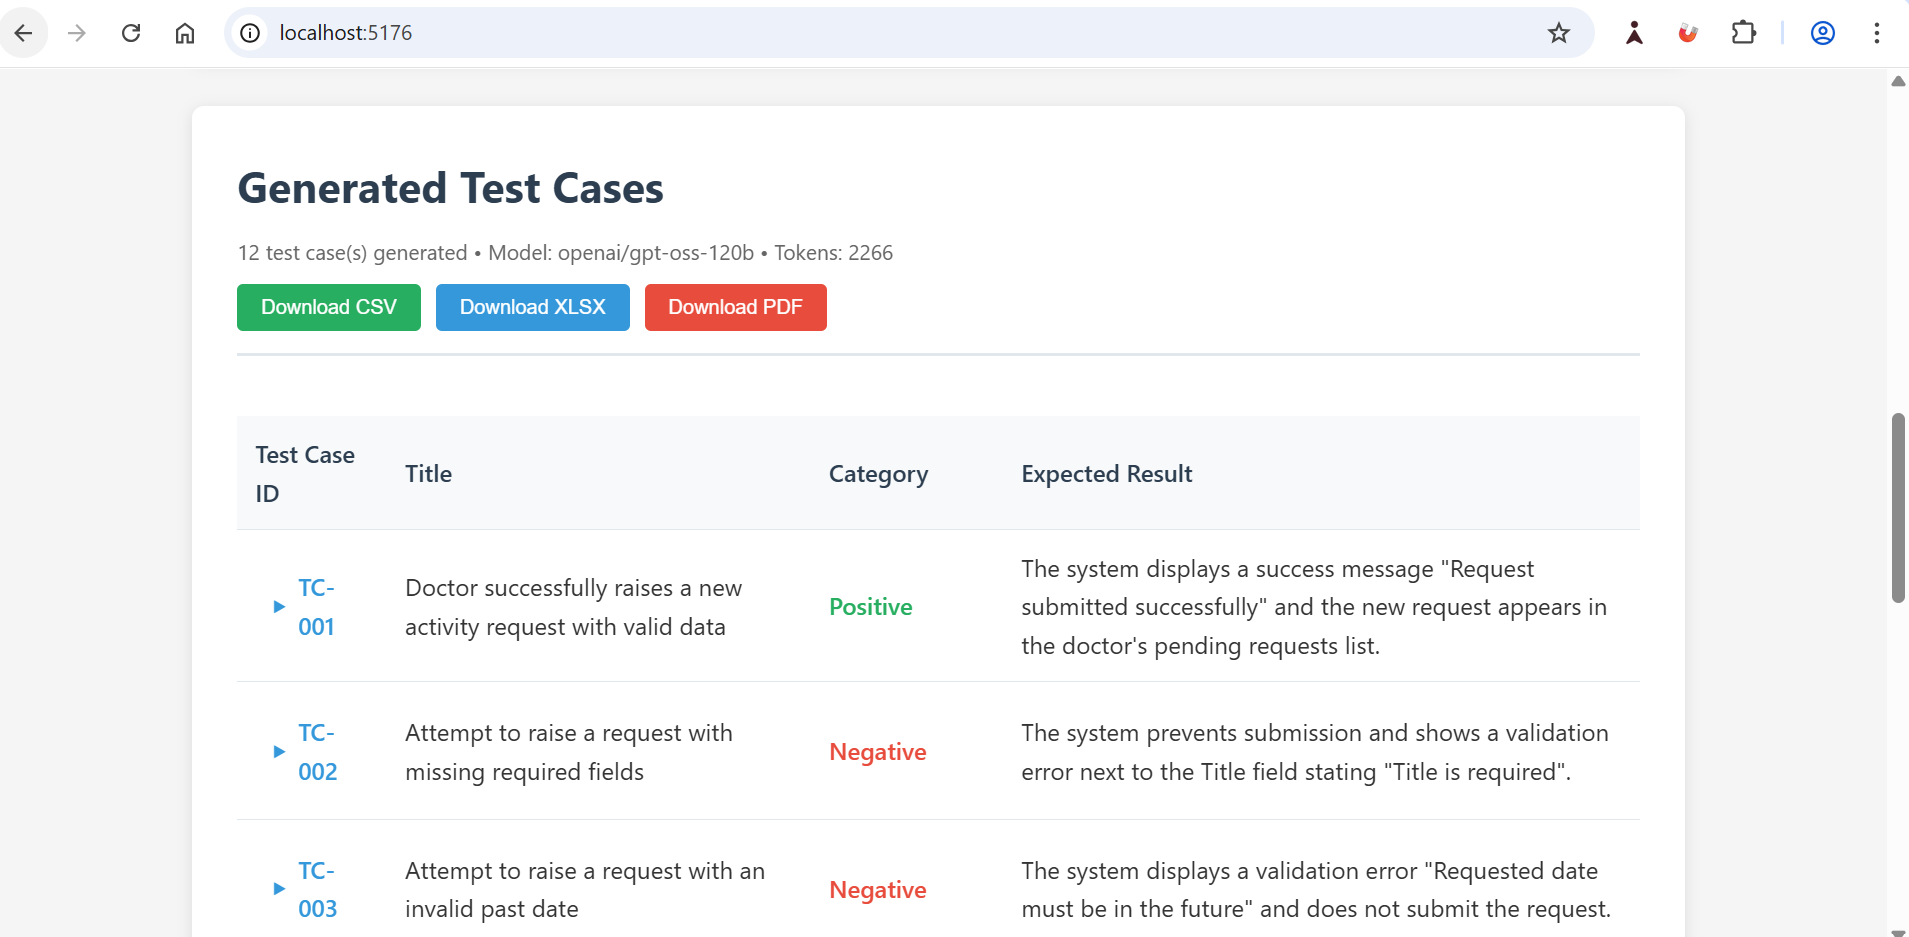 localhost:5176
Generated Test Cases
12 test case(s) generated • Model: openai/gpt-oss-120b • Tokens: 2266
Download CSV Download XLSX Download PDF
Test Case
ID
Title
Category
Expected Result
TC-
001
Doctor successfully raises a new
activity request with valid data
Positive
The system displays a success message "Request
submitted successfully" and the new request appears in
the doctor's pending requests list.
TC-
002
Attempt to raise a request with
missing required fields
Negative
The system prevents submission and shows a validation
error next to the Title field stating "Title is required".
TC-
003
Attempt to raise a request with an
invalid past date
Negative
The system displays a validation error "Requested date
must be in the future" and does not submit the request.